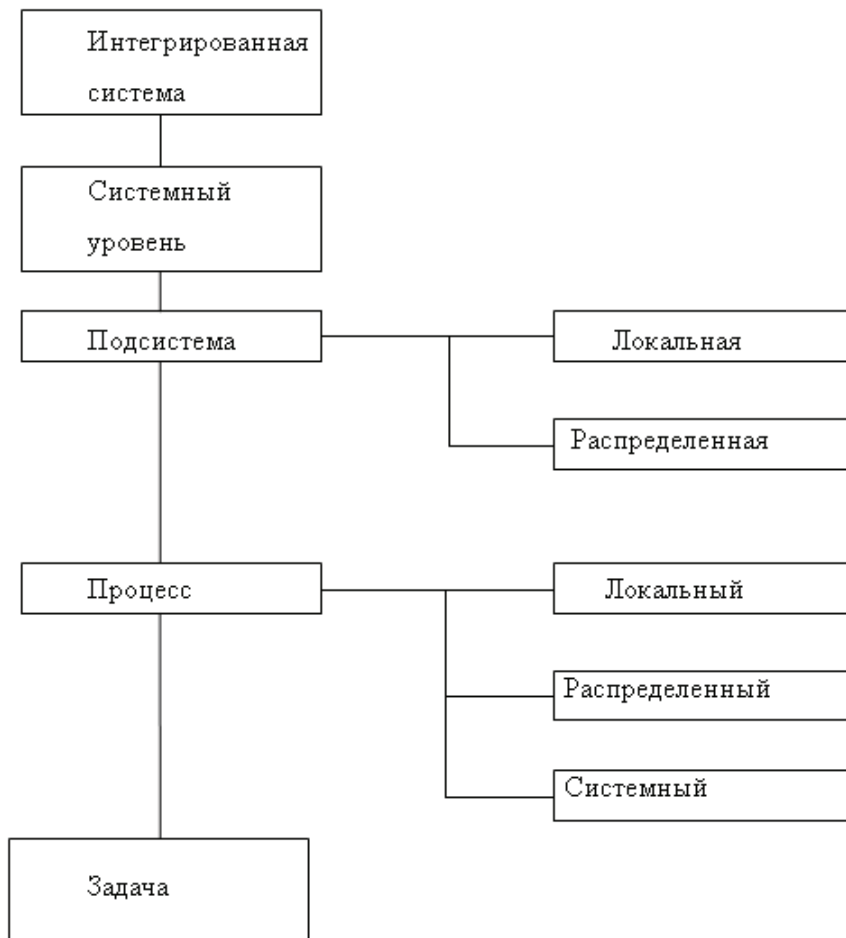 Интегрированная
система
Системный
уровень
Подсистема
Локальная
Распределенная
Процесс
Локальный
Распределенный
Системный
Задача